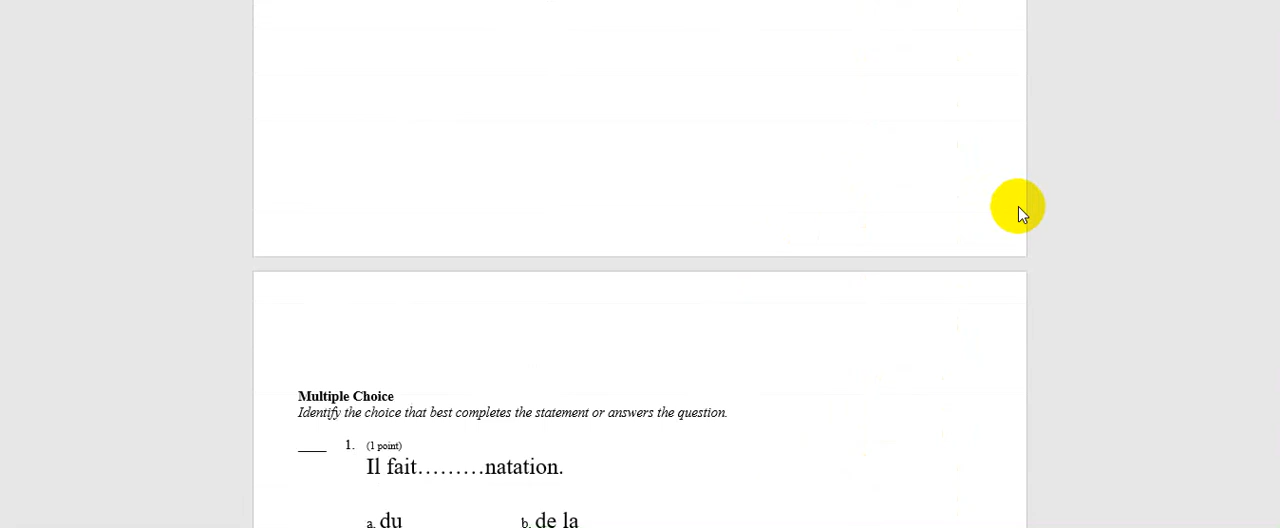 Multiple Choice
Identify the choice that best completes the statement or answers the question.
____ 1. (1 point)
Il fait………natation.
a. du b. de la